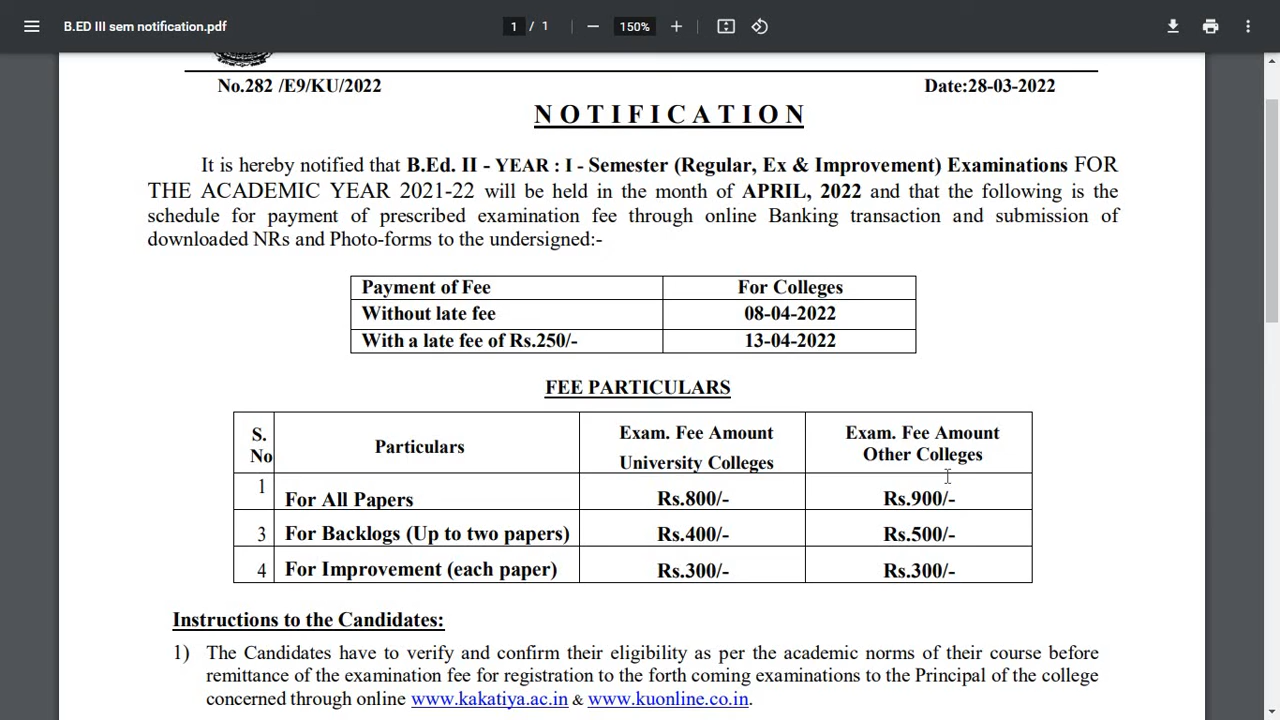 B.ED III sem notification.pdf
1 / 1
150%
No.282 /E9/KU/2022 Date:28-03-2022
NOTIFICATION
It is hereby notified that B.Ed. II - YEAR : I - Semester (Regular, Ex & Improvement) Examinations FOR
THE ACADEMIC YEAR 2021-22 will be held in the month of APRIL, 2022 and that the following is the
schedule for payment of prescribed examination fee through online Banking transaction and submission of
downloaded NRs and Photo-forms to the undersigned:-
Payment of Fee For Colleges
Without late fee 08-04-2022
With a late fee of Rs.250/- 13-04-2022
FEE PARTICULARS
S. No Particulars Exam. Fee Amount University Colleges Exam. Fee Amount Other Colleges
1 For All Papers Rs.800/- Rs.900/-
3 For Backlogs (Up to two papers) Rs.400/- Rs.500/-
4 For Improvement (each paper) Rs.300/- Rs.300/-
Instructions to the Candidates:
1) The Candidates have to verify and confirm their eligibility as per the academic norms of their course before
remittance of the examination fee for registration to the forth coming examinations to the Principal of the college
concerned through online www.kakatiya.ac.in & www.kuonline.co.in.